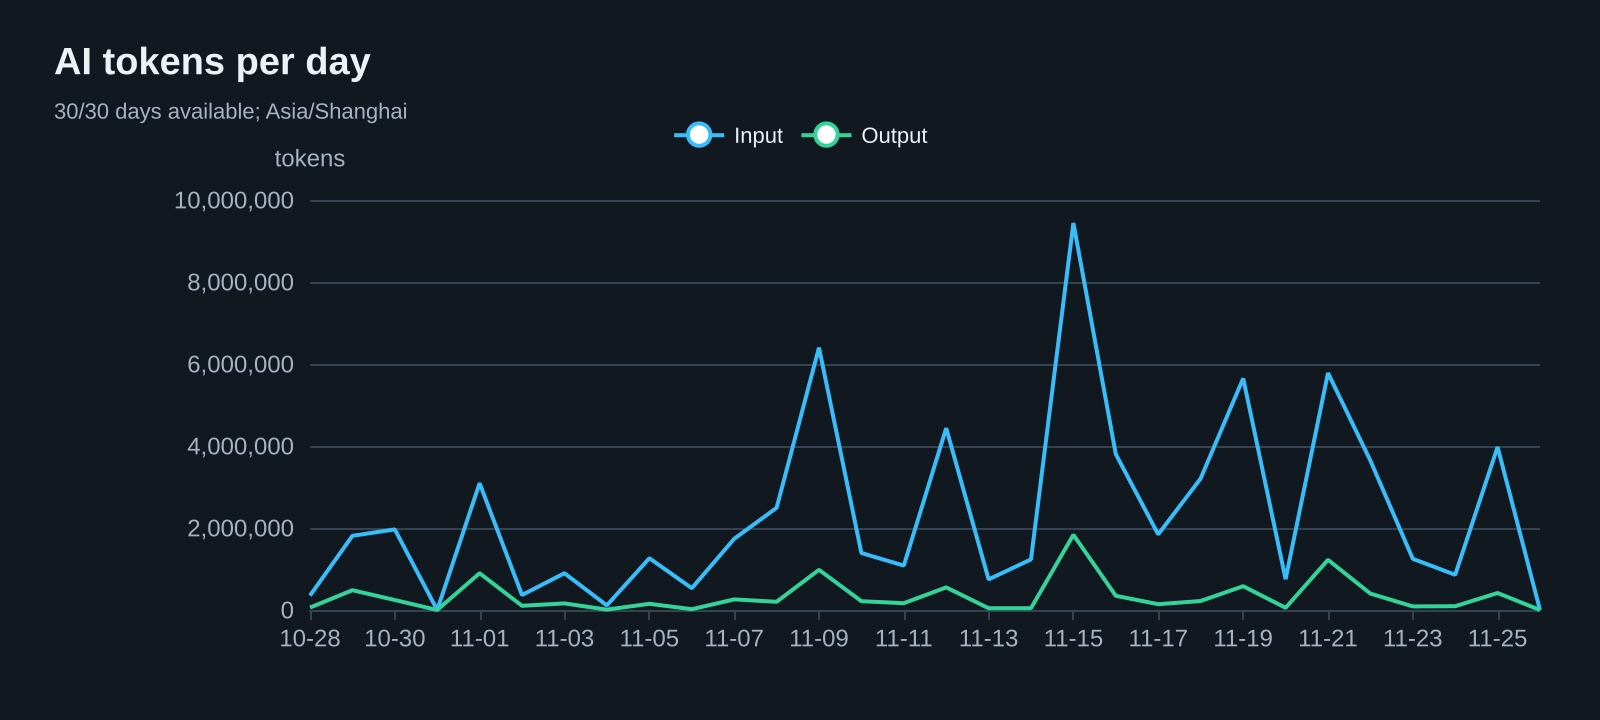 AI tokens per day
30/30 days available; Asia/Shanghai
Input Output
tokens
10,000,000
8,000,000
6,000,000
4,000,000
2,000,000
0
10-28 10-30 11-01 11-03 11-05 11-07 11-09 11-11 11-13 11-15 11-17 11-19 11-21 11-23 11-25